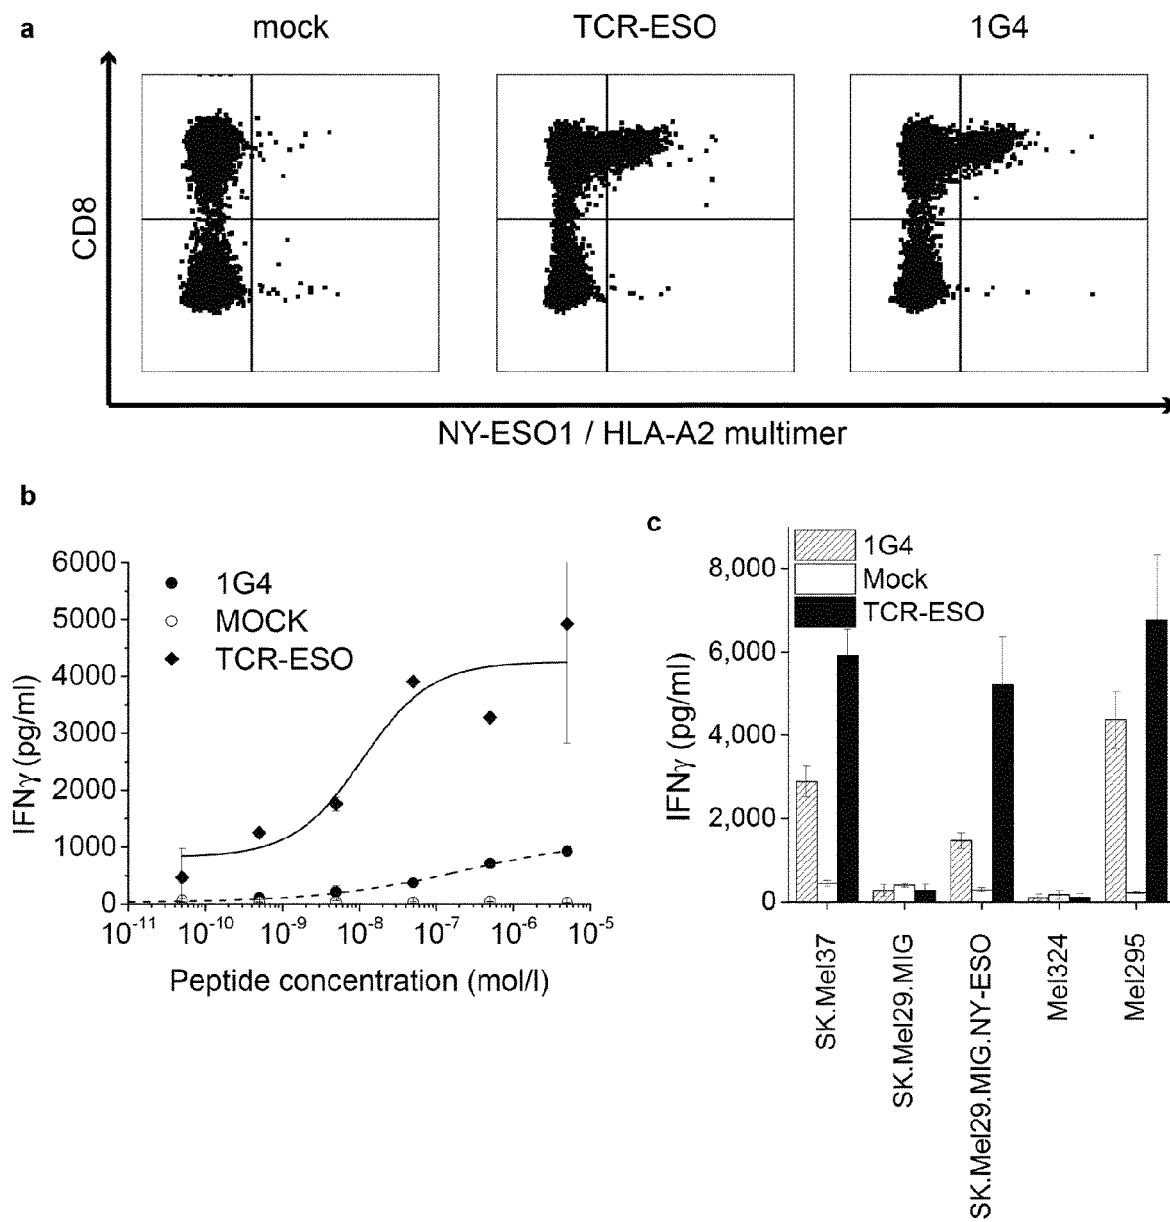 a
mock
TCR-ESO
1G4
CD8
NY-ESO1 / HLA-A2 multimer
b
6000
5000
4000
3000
2000
1000
0
IFNγ (pg/ml)
1G4
MOCK
TCR-ESO
10⁻¹¹ 10⁻¹⁰ 10⁻⁹ 10⁻⁸ 10⁻⁷ 10⁻⁶ 10⁻⁵
Peptide concentration (mol/l)
c
1G4
Mock
TCR-ESO
8,000
6,000
4,000
2,000
0
IFNγ (pg/ml)
SK.Mel37
SK.Mel29.MIG
SK.Mel29.MIG.NY-ESO
Mel324
Mel295